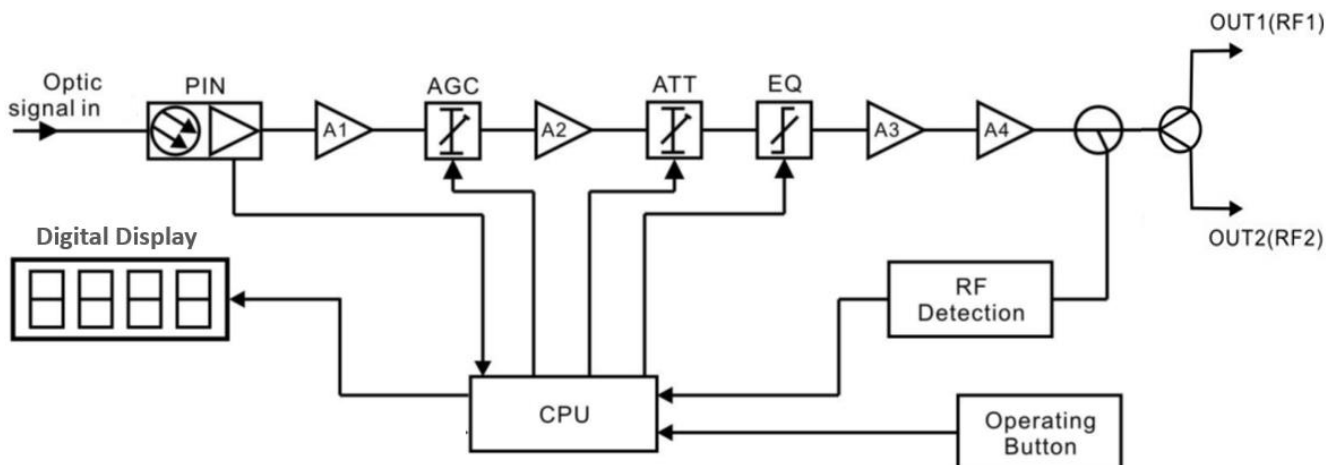 OUT1(RF1)
Optic
signal in
PIN
A1
AGC
A2
ATT
EQ
A3
A4
OUT2(RF2)
Digital Display
RF
Detection
CPU
Operating
Button